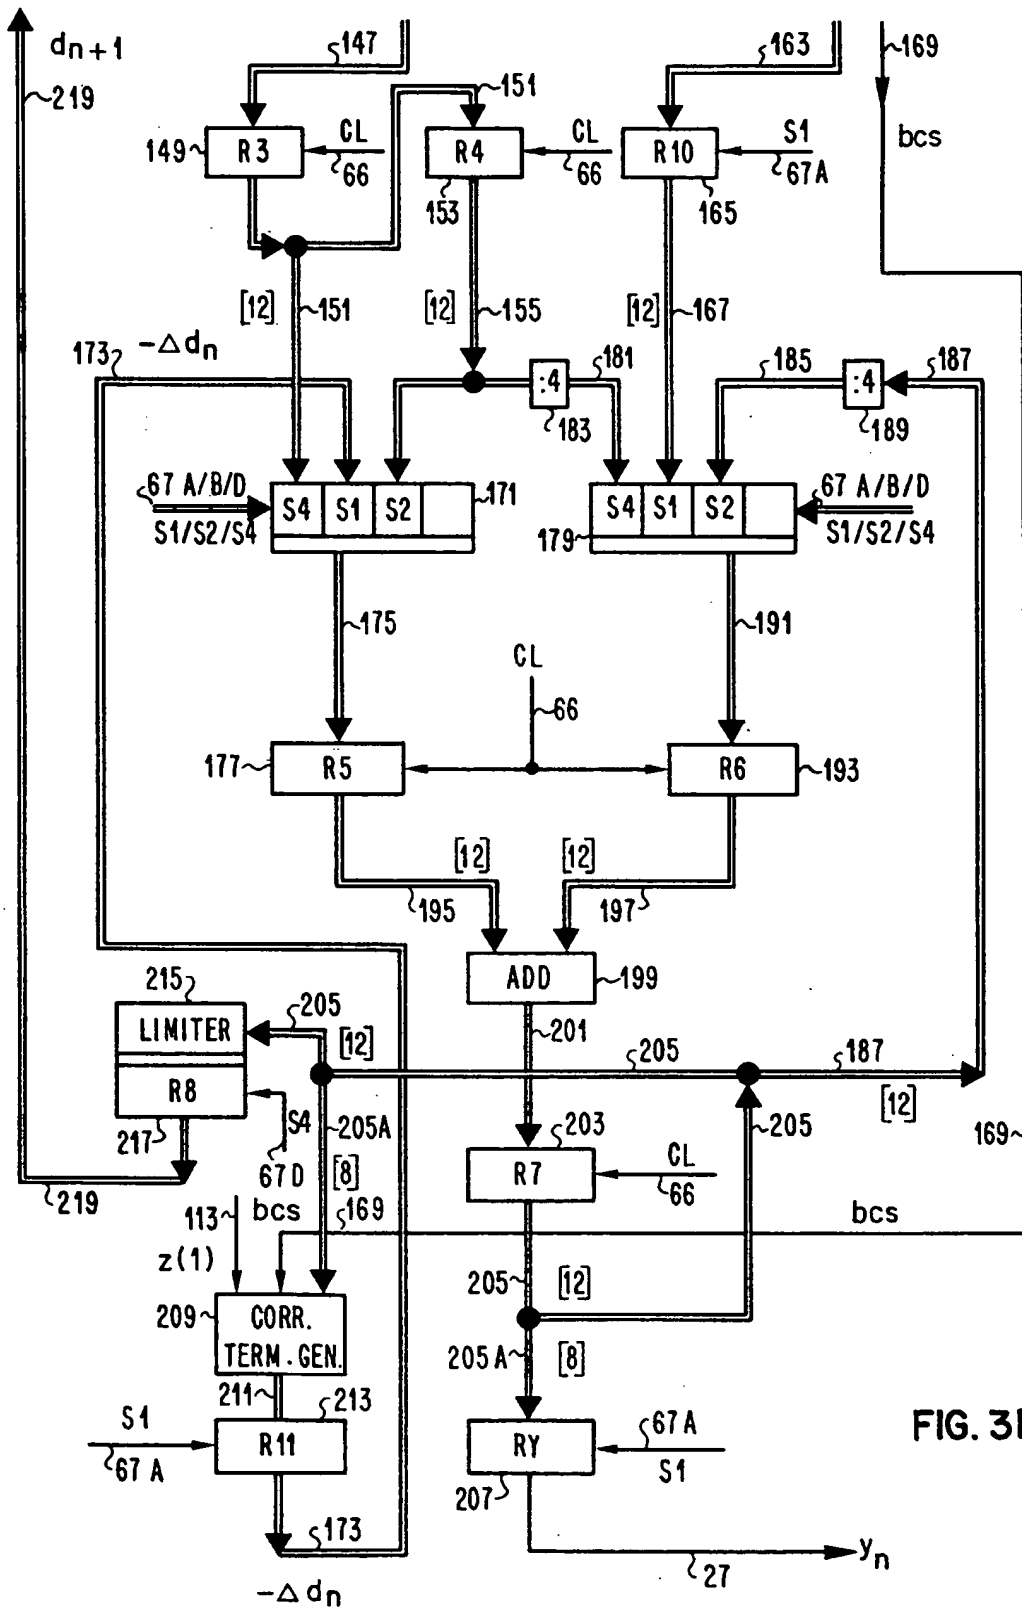 d n+1
147
163
169
219
151
bcs
149
R3
CL
66
R4
CL
66
R10
S1
67A
153
165
[12]
151
[12]
155
[12]
167
173
-Δdn
:4
181
183
185
:4
187
189
67 A/B/D
S1/S2/S4
S4
S1
S2
171
S4
S1
S2
179
67 A/B/D
S1/S2/S4
175
191
CL
66
177
R5
R6
193
[12]
[12]
195
197
ADD
199
215
LIMITER
205
[12]
201
205
187
[12]
R8
217
S4
67D
205A
[8]
203
205
169
R7
CL
66
219
113
bcs
169
bcs
z(1)
205
[12]
209
CORR.
TERM.GEN.
205A
[8]
211
213
S1
67A
R11
RY
67A
S1
207
FIG. 3
173
yn
27
-Δdn